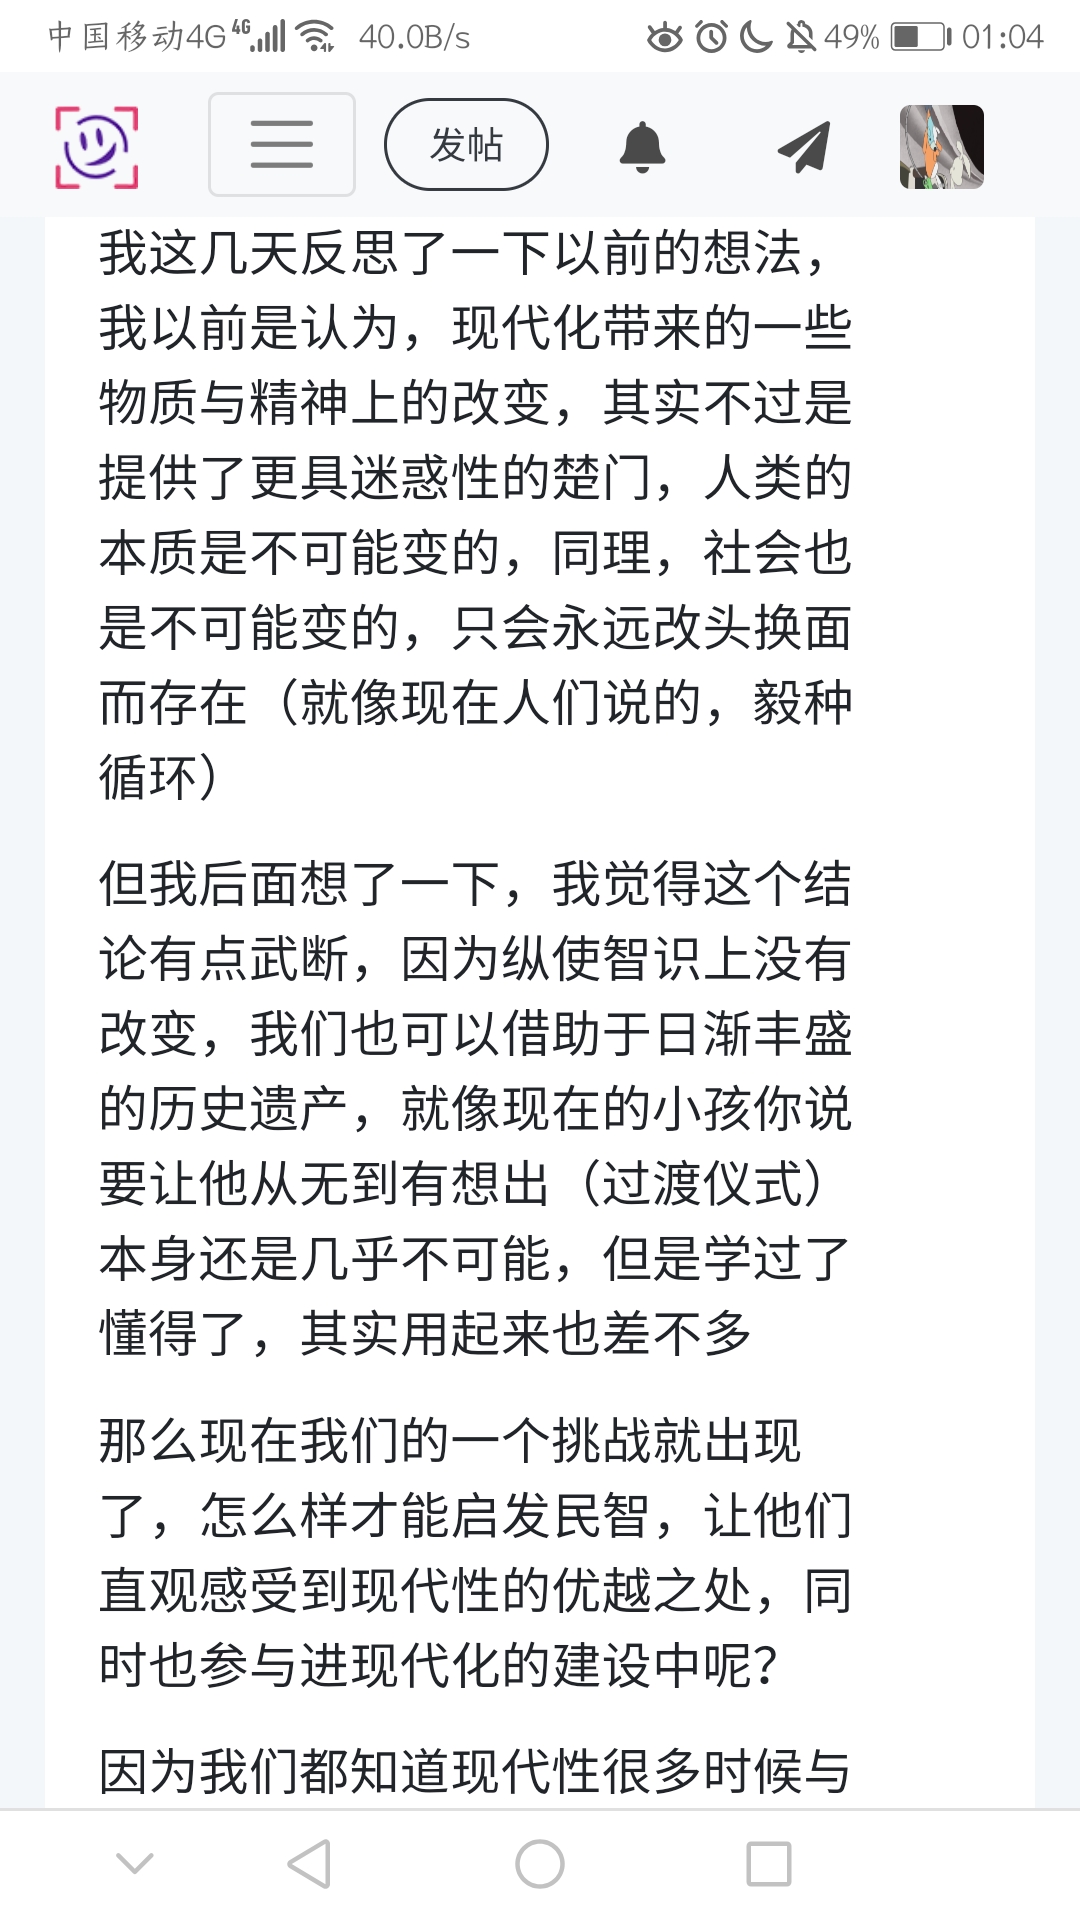 中国移动4G 4G 40.0B/s 49% 01:04
发帖
我这几天反思了一下以前的想法，
我以前是认为，现代化带来的一些
物质与精神上的改变，其实不过是
提供了更具迷惑性的楚门，人类的
本质是不可能变的，同理，社会也
是不可能变的，只会永远改头换面
而存在（就像现在人们说的，毅种
循环）
但我后面想了一下，我觉得这个结
论有点武断，因为纵使智识上没有
改变，我们也可以借助于日渐丰盛
的历史遗产，就像现在的小孩你说
要让他从无到有想出（过渡仪式）
本身还是几乎不可能，但是学过了
懂得了，其实用起来也差不多
那么现在我们的一个挑战就出现
了，怎么样才能启发民智，让他们
直观感受到现代性的优越之处，同
时也参与进现代化的建设中呢？
因为我们都知道现代性很多时候与